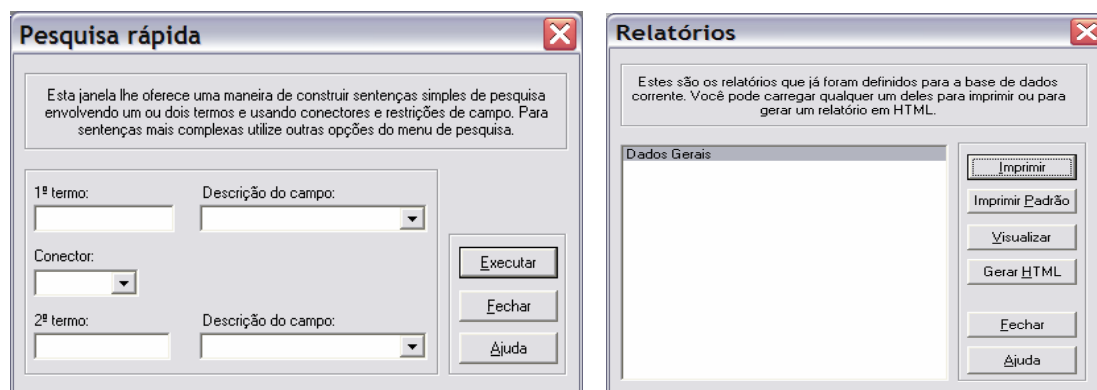 Pesquisa rápida
Esta janela lhe oferece uma maneira de construir sentenças simples de pesquisa
envolvendo um ou dois termos e usando conectores e restrições de campo. Para
sentenças mais complexas utilize outras opções do menu de pesquisa.
1º termo:
Descrição do campo:
Conector:
2º termo:
Descrição do campo:
Executar
Fechar
Ajuda
Relatórios
Estes são os relatórios que já foram definidos para a base de dados
corrente. Você pode carregar qualquer um deles para imprimir ou para
gerar um relatório em HTML.
Dados Gerais
Imprimir
Imprimir Padrão
Visualizar
Gerar HTML
Fechar
Ajuda